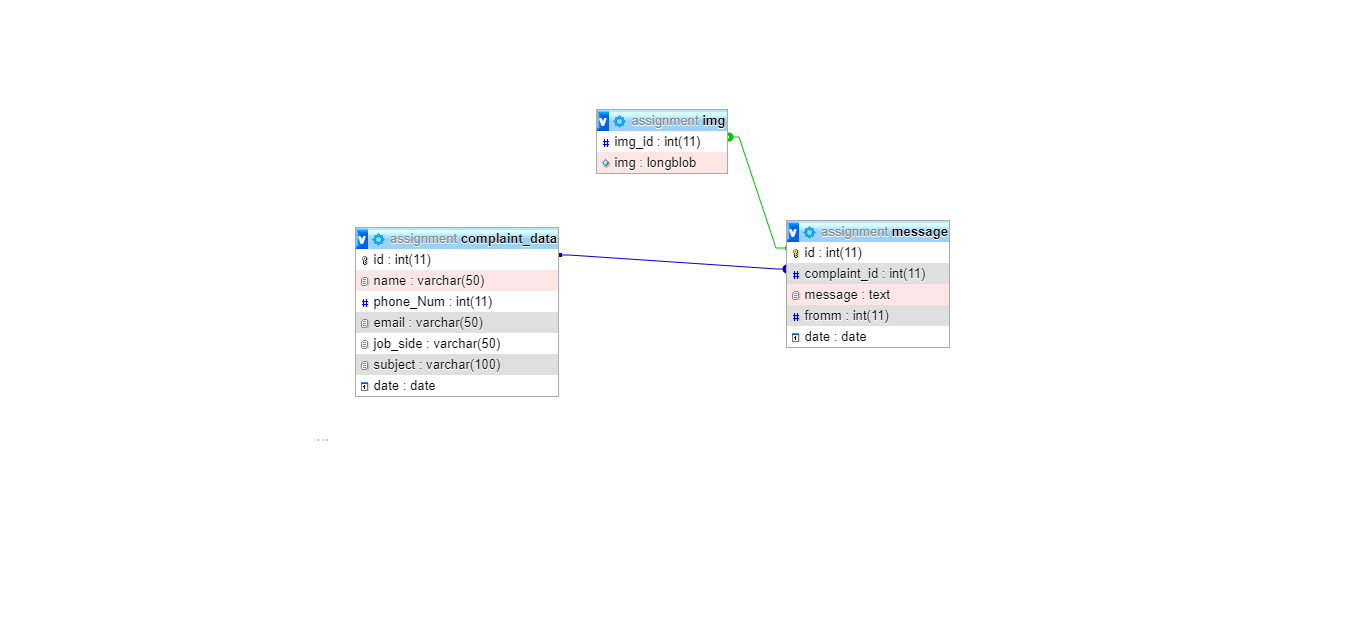 v assignment img
# img_id : int(11)
img : longblob
v assignment complaint_data
id : int(11)
name : varchar(50)
# phone_Num : int(11)
email : varchar(50)
job_side : varchar(50)
subject : varchar(100)
date : date
v assignment message
id : int(11)
# complaint_id : int(11)
message : text
# fromm : int(11)
date : date
...